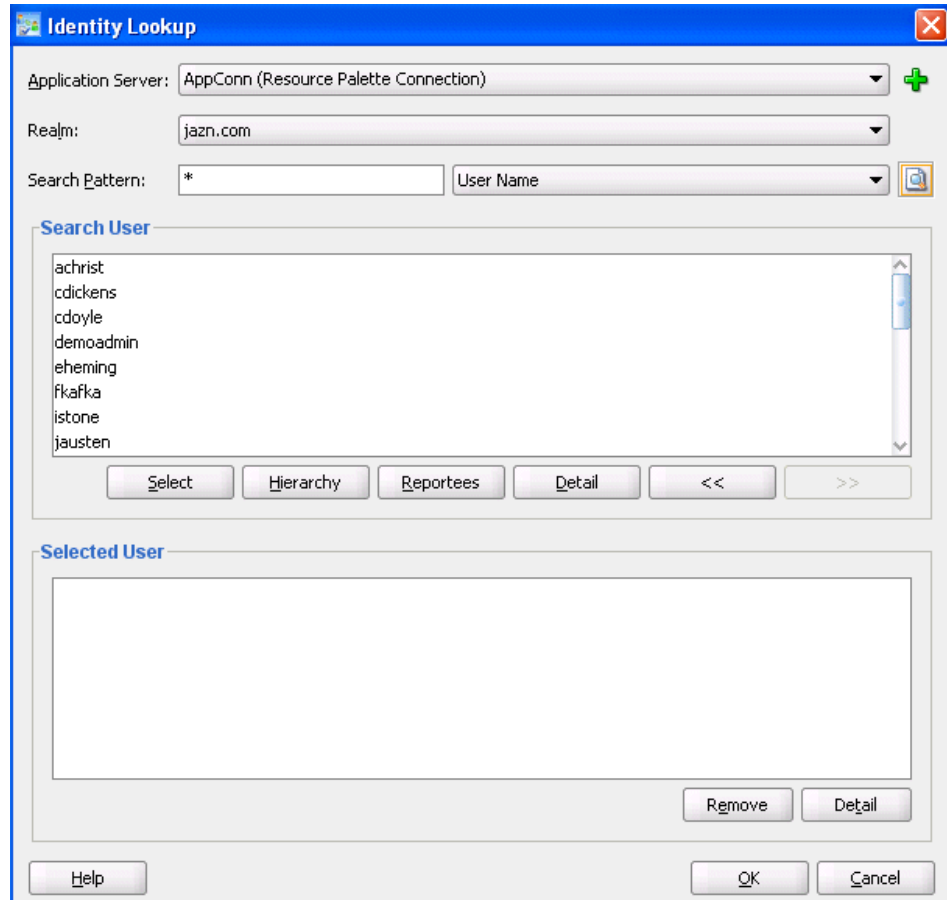 Identity Lookup
Application Server: AppConn (Resource Palette Connection)
Realm: jazn.com
Search Pattern: * User Name
Search User
achrist
cdickens
cdoyle
demoadmin
eheming
fkafka
istone
jausten
Select Hierarchy Reportees Detail << >>
Selected User
Remove Detail
Help OK Cancel